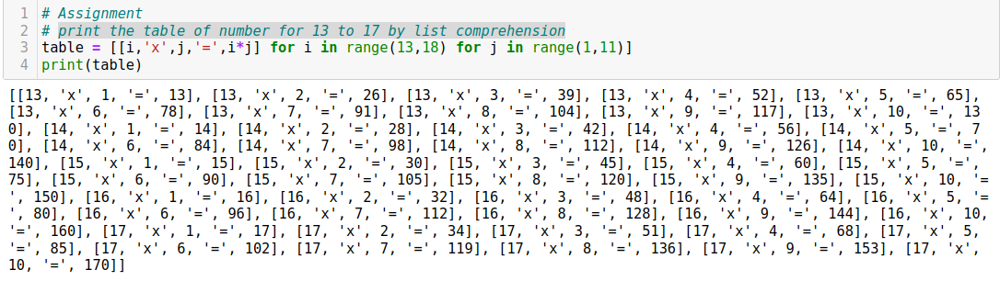 1 # Assignment
2 # print the table of number for 13 to 17 by list comprehension
3 table = [[i,'x',j,'=',i*j] for i in range(13,18) for j in range(1,11)]
4 print(table)
[[13, 'x', 1, '=', 13], [13, 'x', 2, '=', 26], [13, 'x', 3, '=', 39], [13, 'x', 4, '=', 52], [13, 'x', 5, '=', 65],
[13, 'x', 6, '=', 78], [13, 'x', 7, '=', 91], [13, 'x', 8, '=', 104], [13, 'x', 9, '=', 117], [13, 'x', 10, '=', 13
0], [14, 'x', 1, '=', 14], [14, 'x', 2, '=', 28], [14, 'x', 3, '=', 42], [14, 'x', 4, '=', 56], [14, 'x', 5, '=', 7
0], [14, 'x', 6, '=', 84], [14, 'x', 7, '=', 98], [14, 'x', 8, '=', 112], [14, 'x', 9, '=', 126], [14, 'x', 10, '=',
140], [15, 'x', 1, '=', 15], [15, 'x', 2, '=', 30], [15, 'x', 3, '=', 45], [15, 'x', 4, '=', 60], [15, 'x', 5, '=',
75], [15, 'x', 6, '=', 90], [15, 'x', 7, '=', 105], [15, 'x', 8, '=', 120], [15, 'x', 9, '=', 135], [15, 'x', 10, '=
', 150], [16, 'x', 1, '=', 16], [16, 'x', 2, '=', 32], [16, 'x', 3, '=', 48], [16, 'x', 4, '=', 64], [16, 'x', 5, '=
', 80], [16, 'x', 6, '=', 96], [16, 'x', 7, '=', 112], [16, 'x', 8, '=', 128], [16, 'x', 9, '=', 144], [16, 'x', 10,
'=', 160], [17, 'x', 1, '=', 17], [17, 'x', 2, '=', 34], [17, 'x', 3, '=', 51], [17, 'x', 4, '=', 68], [17, 'x', 5,
'=', 85], [17, 'x', 6, '=', 102], [17, 'x', 7, '=', 119], [17, 'x', 8, '=', 136], [17, 'x', 9, '=', 153], [17, 'x',
10, '=', 170]]